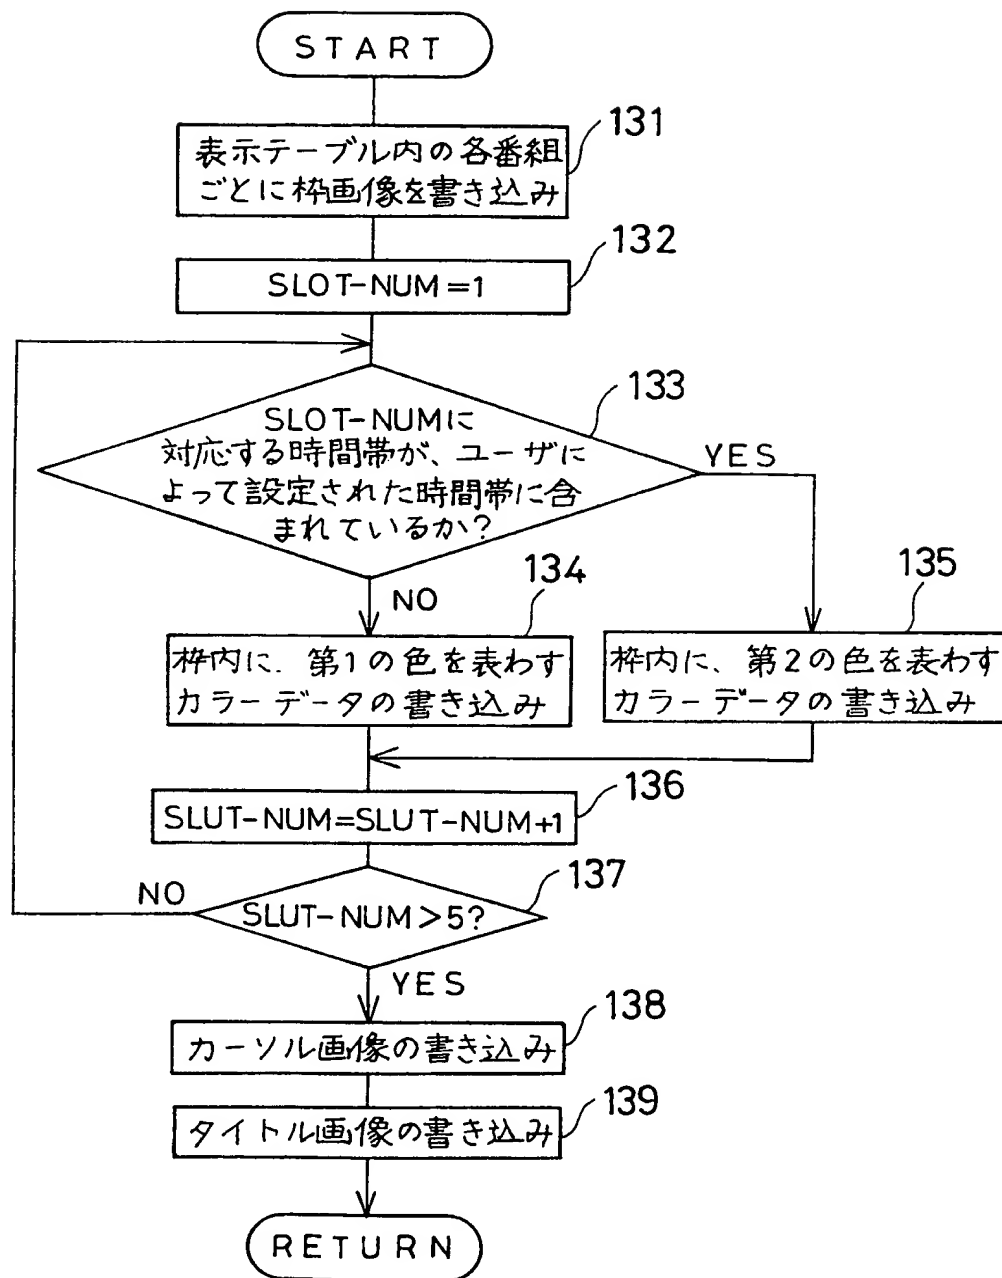 START
131
表示テーブル内の各番組
ごとに枠画像を書き込み
132
SLOT-NUM=1
133
SLOT-NUMに
対応する時間帯が、ユーザに
よって設定された時間帯に含
まれているか?
YES
NO
134
枠内に、第1の色を表わす
カラーデータの書き込み
135
枠内に、第2の色を表わす
カラーデータの書き込み
136
SLUT-NUM=SLUT-NUM+1
137
NO
SLUT-NUM>5?
YES
138
カーソル画像の書き込み
139
タイトル画像の書き込み
RETURN